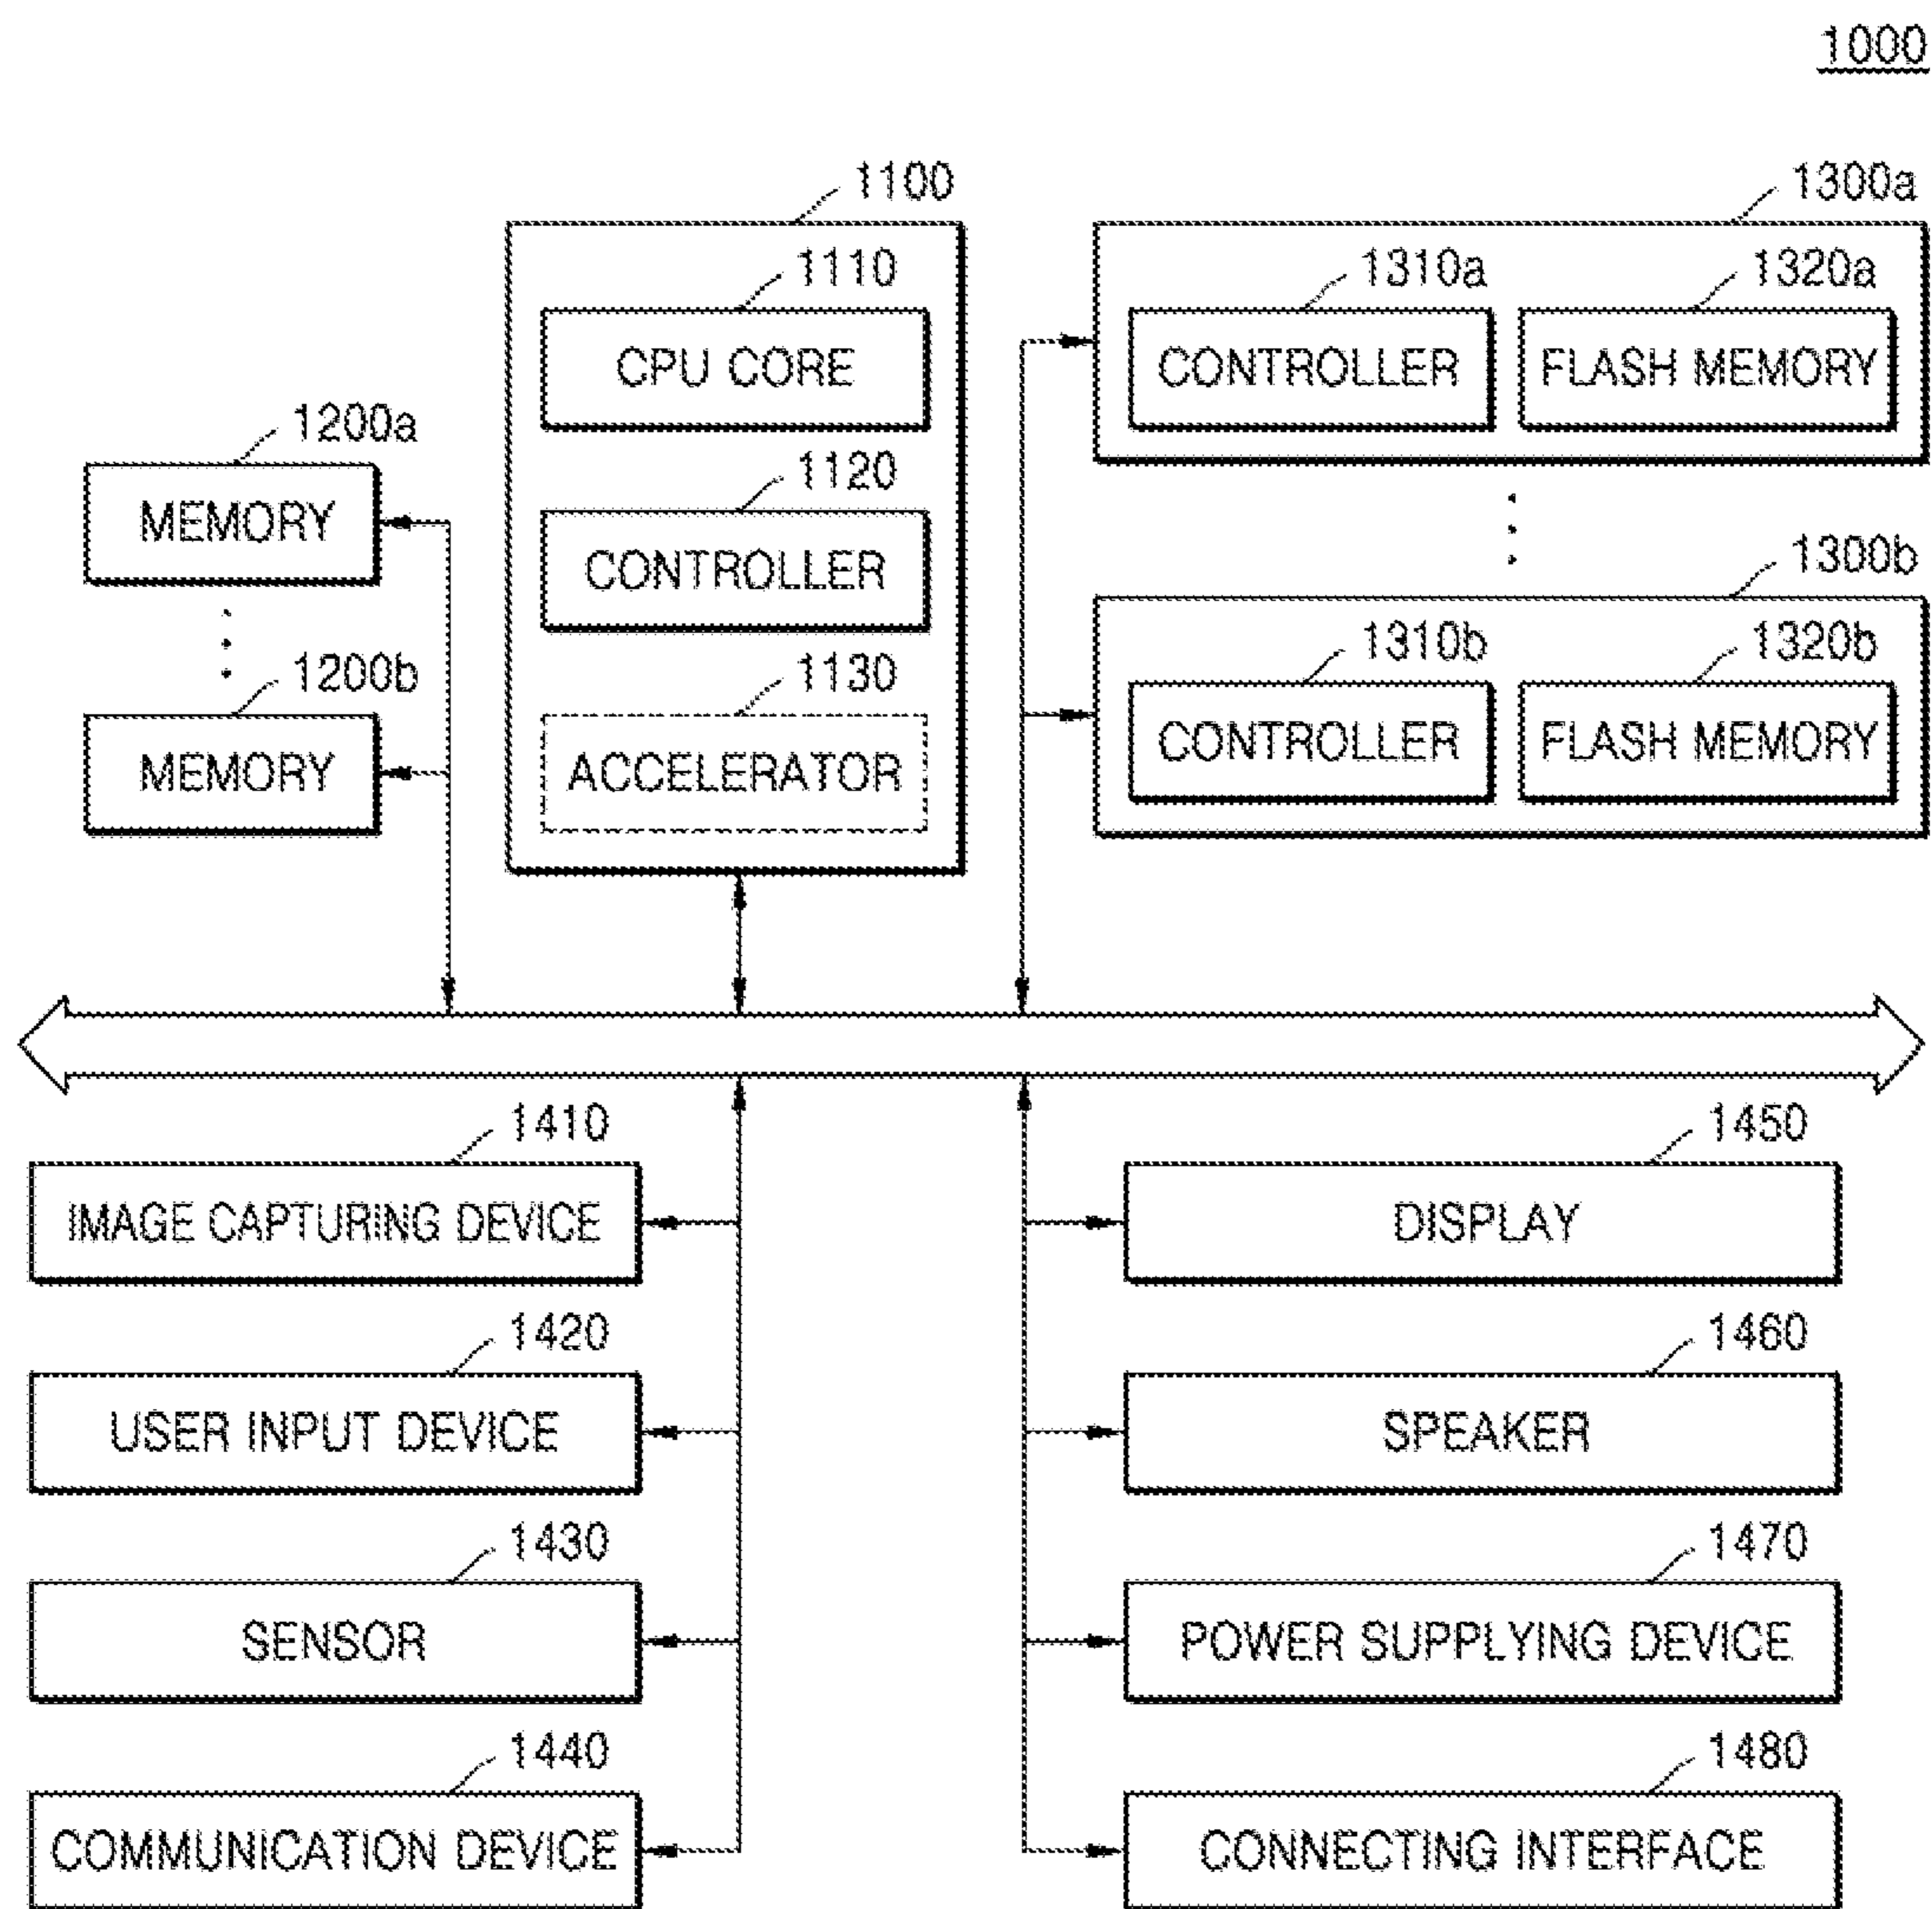 1000
1100
1300a
1110
1310a
1320a
CPU CORE
CONTROLLER
FLASH MEMORY
1200a
1120
MEMORY
CONTROLLER
1300b
1200b
1130
1310b
1320b
MEMORY
ACCELERATOR
CONTROLLER
FLASH MEMORY
1410
1450
IMAGE CAPTURING DEVICE
DISPLAY
1420
1460
USER INPUT DEVICE
SPEAKER
1430
1470
SENSOR
POWER SUPPLYING DEVICE
1440
1480
COMMUNICATION DEVICE
CONNECTING INTERFACE